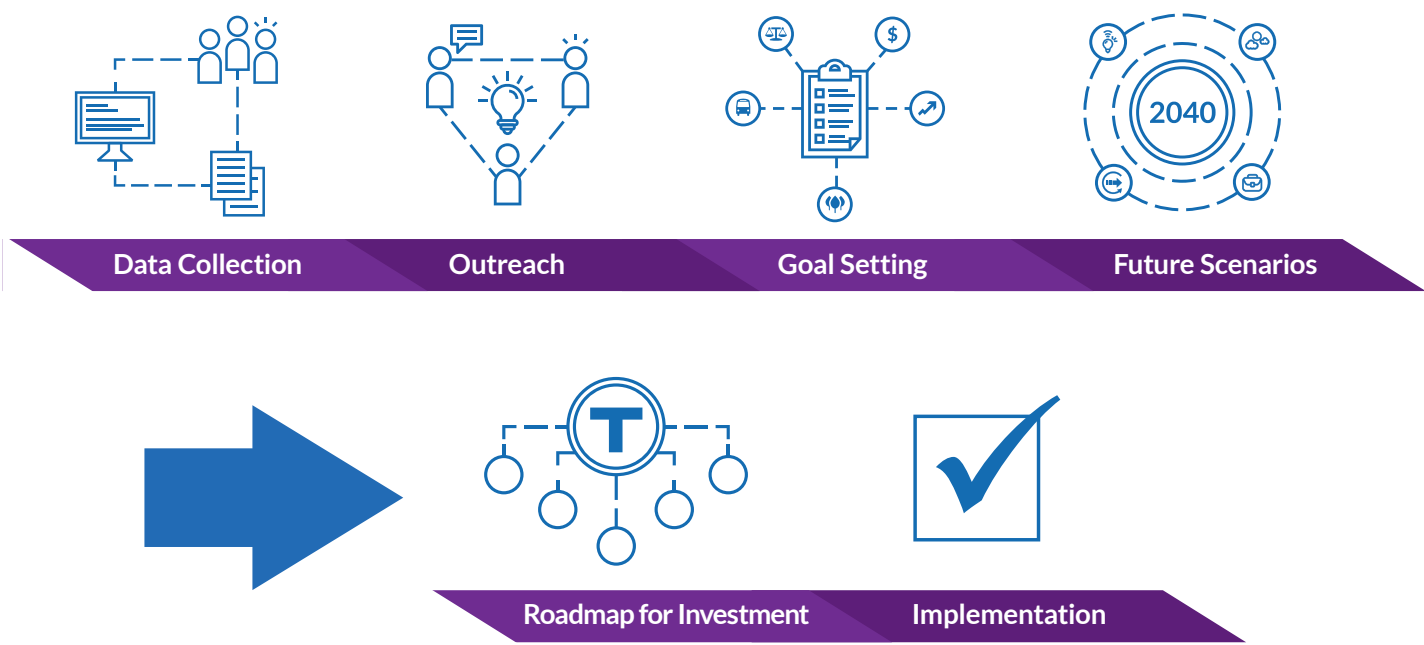 $
2040
Data Collection
Outreach
Goal Setting
Future Scenarios
T
Roadmap for Investment
Implementation